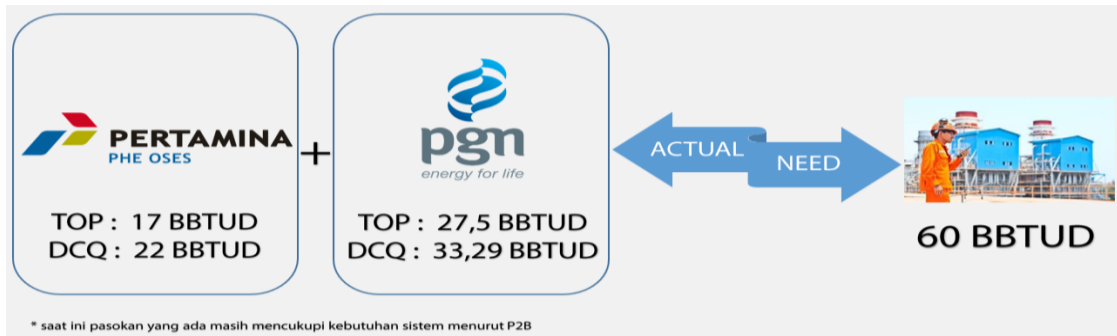 PERTAMINA
PHE OSES
TOP : 17 BBTUD
DCQ : 22 BBTUD
+
pgn
energy for life
TOP : 27,5 BBTUD
DCQ : 33,29 BBTUD
ACTUAL
NEED
60 BBTUD
* saat ini pasokan yang ada masih mencukupi kebutuhan sistem menurut P2B